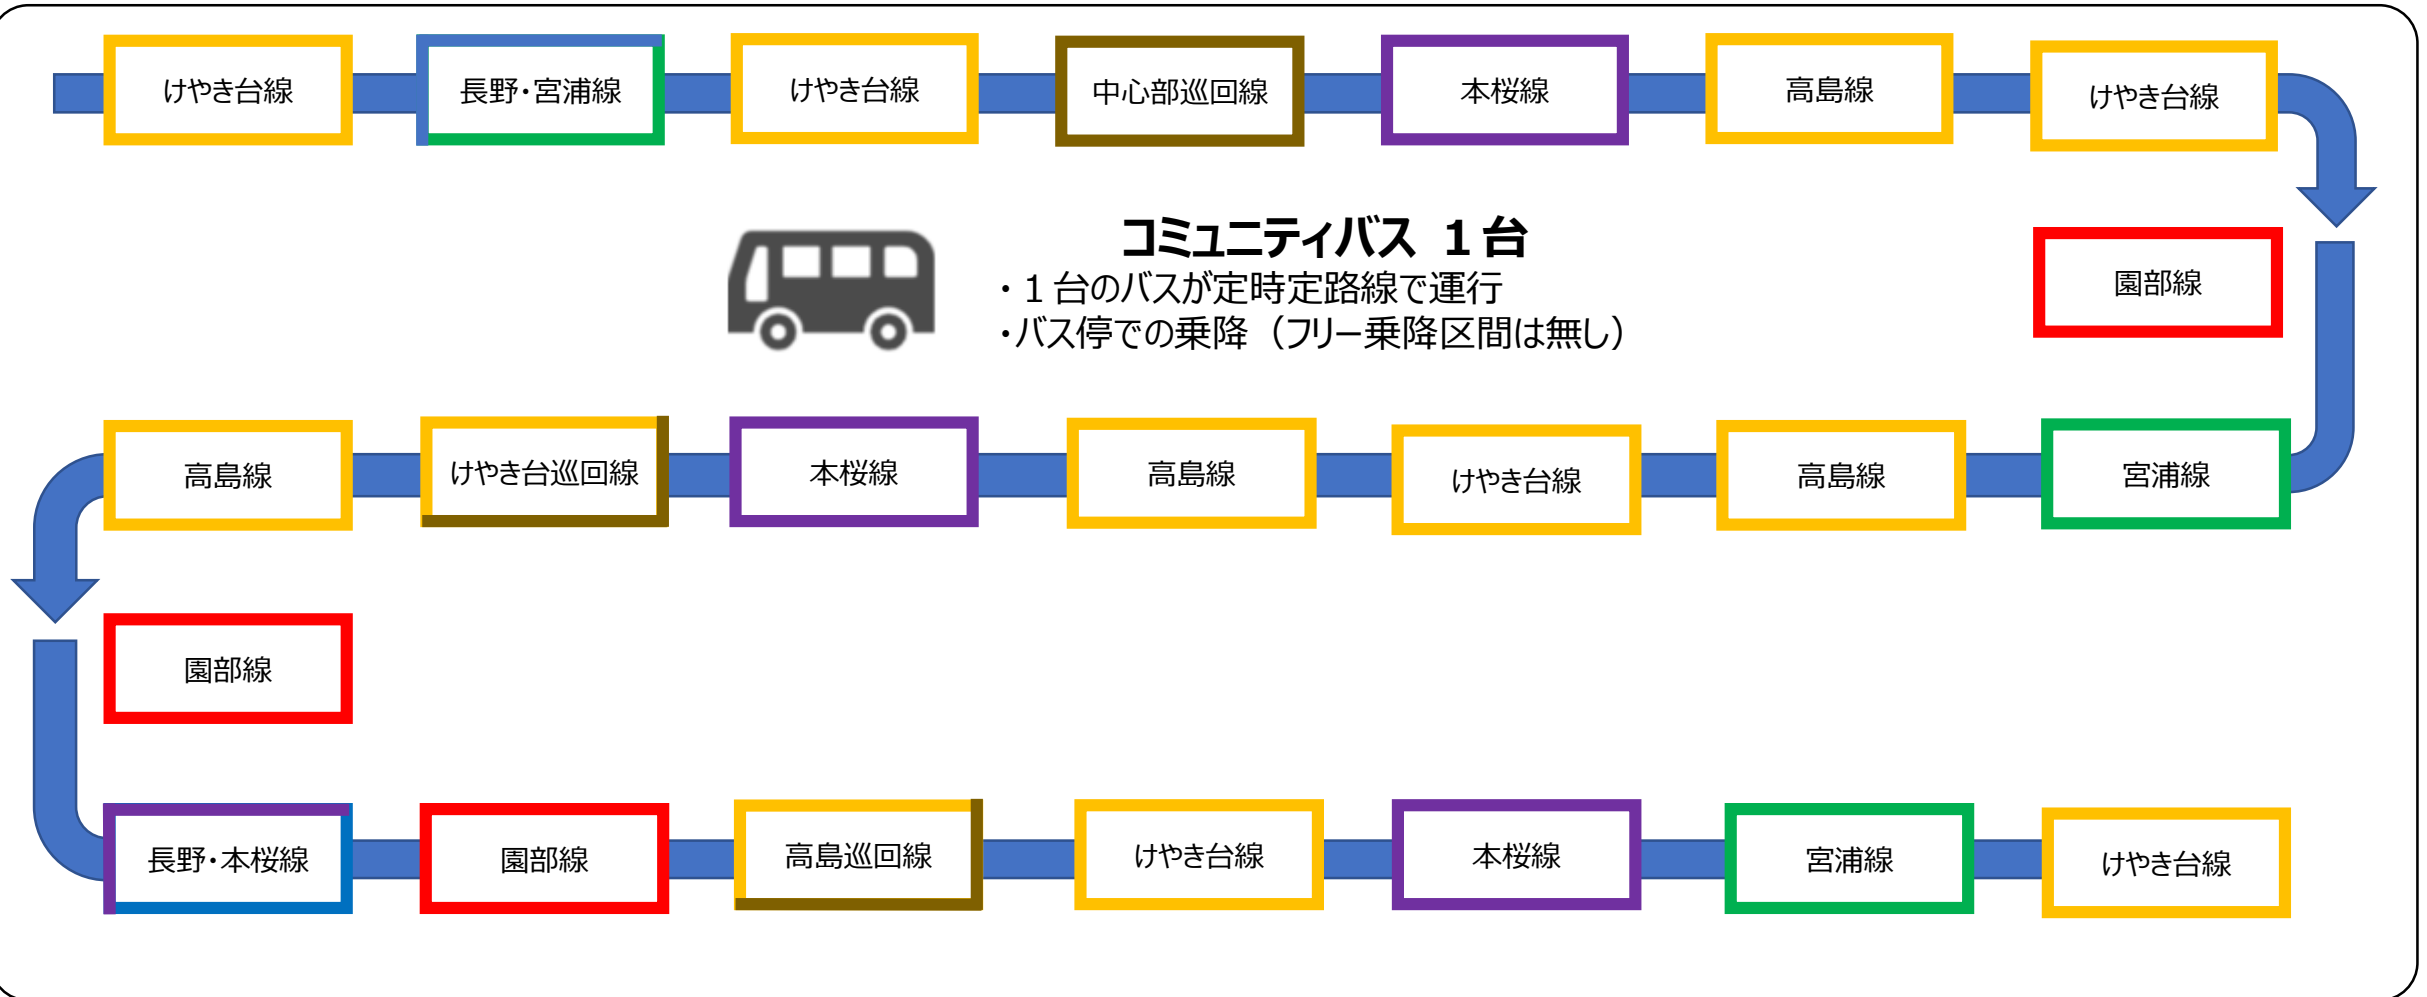 けやき台線
長野・宮浦線
けやき台線
中心部巡回線
本桜線
高島線
けやき台線
コミュニティバス １台
・１台のバスが定時定路線で運行
・バス停での乗降（フリー乗降区間は無し）
園部線
高島線
けやき台巡回線
本桜線
高島線
けやき台線
高島線
宮浦線
園部線
長野・本桜線
園部線
高島巡回線
けやき台線
本桜線
宮浦線
けやき台線